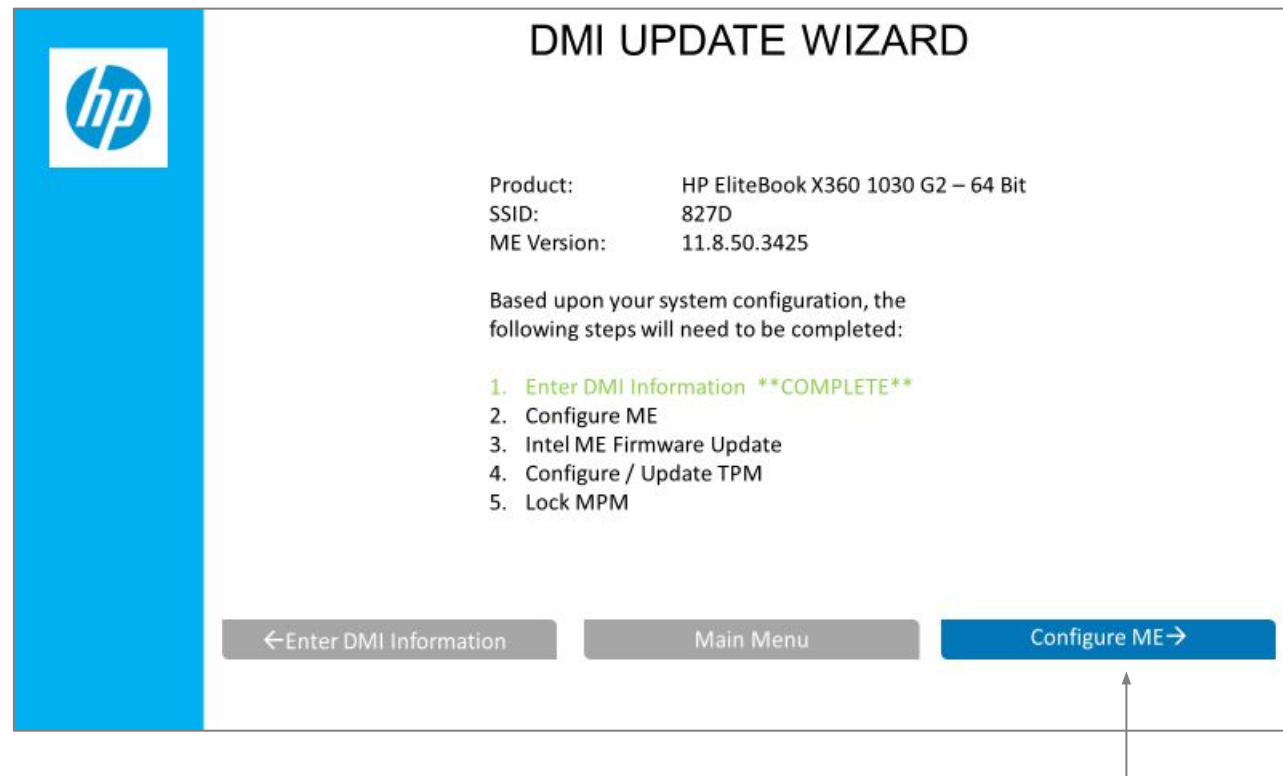 DMI UPDATE WIZARD
hp
Product: HP EliteBook X360 1030 G2 – 64 Bit
SSID: 827D
ME Version: 11.8.50.3425
Based upon your system configuration, the
following steps will need to be completed:
1. Enter DMI Information **COMPLETE**
2. Configure ME
3. Intel ME Firmware Update
4. Configure / Update TPM
5. Lock MPM
←Enter DMI Information
Main Menu
Configure ME→